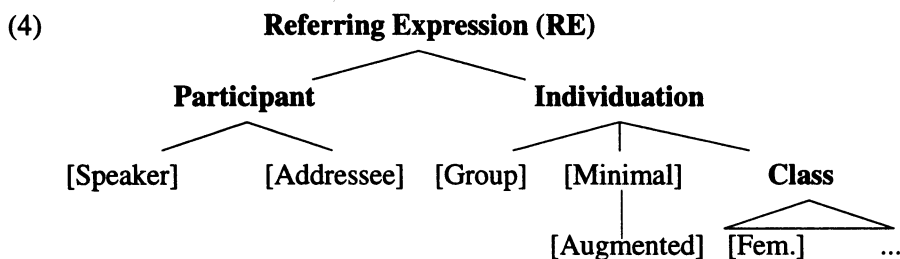 (4) Referring Expression (RE)
Participant Individuation
[Speaker] [Addressee] [Group] [Minimal] Class
[Augmented] [Fem.] ...